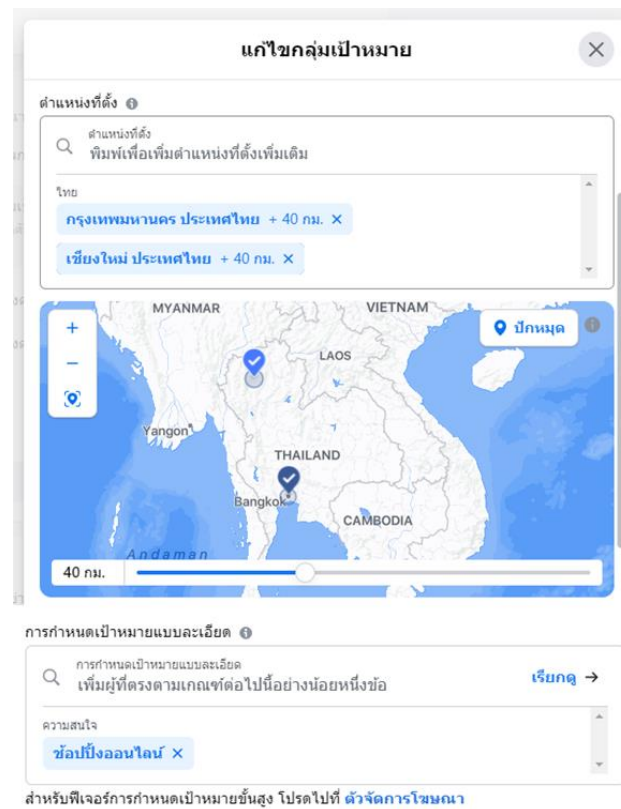 แก้ไขกลุ่มเป้าหมาย
ตำแหน่งที่ตั้ง
ตำแหน่งที่ตั้ง
พิมพ์เพื่อเพิ่มตำแหน่งที่ตั้งเพิ่มเติม
ไทย
กรุงเทพมหานคร ประเทศไทย + 40 กม. ×
เชียงใหม่ ประเทศไทย + 40 กม. ×
MYANMAR
VIETNAM
ปักหมุด
LAOS
Yangon
THAILAND
Bangkok
CAMBODIA
Andaman
40 กม.
การกำหนดเป้าหมายแบบละเอียด
การกำหนดเป้าหมายแบบละเอียด
เพิ่มผู้ที่ตรงตามเกณฑ์ต่อไปนี้อย่างน้อยหนึ่งข้อ
เรียกดู →
ความสนใจ
ช้อปปิ้งออนไลน์ ×
สำหรับฟีเจอร์การกำหนดเป้าหมายขั้นสูง โปรดไปที่ ตัวจัดการโฆษณา